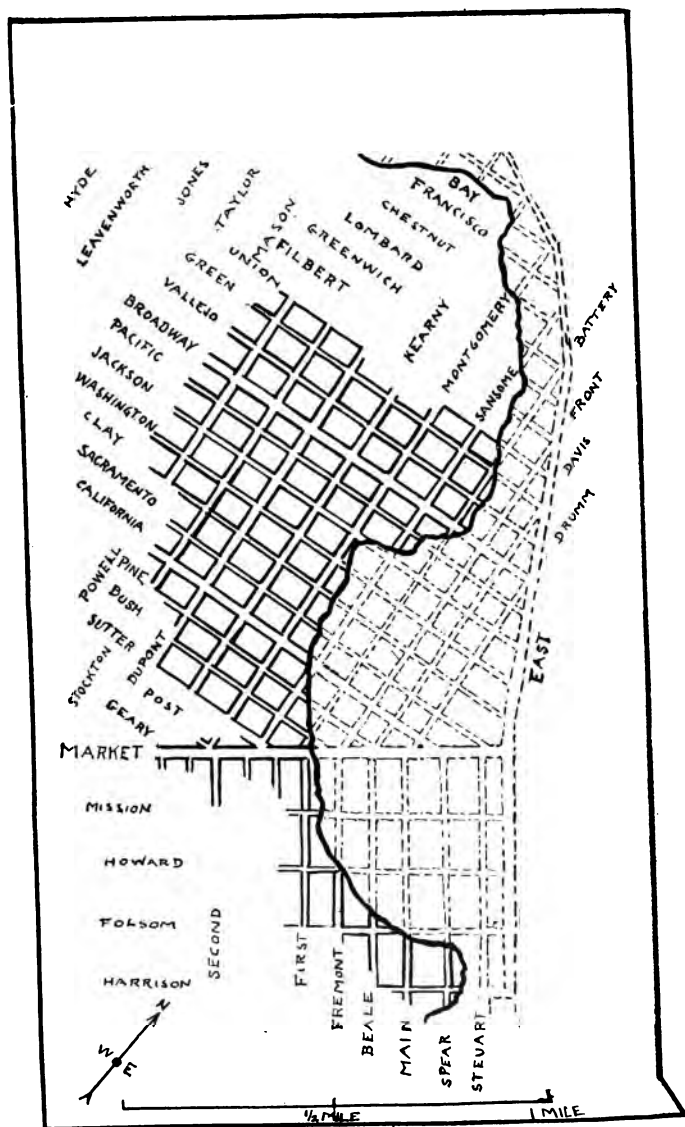 HYDE
LEAVENWORTH
JONES
TAYLOR
MASON
BAY
FRANCISCO
CHESTNUT
LOMBARD
GREENWICH
FILBERT
UNION
GREEN
VALLEJO
BROADWAY
PACIFIC
JACKSON
WASHINGTON
CLAY
SACRAMENTO
CALIFORNIA
KEARNY
MONTGOMERY
SANSOME
BATTERY
FRONT
DAVIS
DRUMM
EAST
POWELL
PINE
BUSH
SUTTER
STOCKTON
DUPONT
POST
GEARY
MARKET
MISSION
HOWARD
FOLSOM
HARRISON
SECOND
FIRST
FREMONT
BEALE
MAIN
SPEAR
STEUART
N
W
E
1/2 MILE
1 MILE